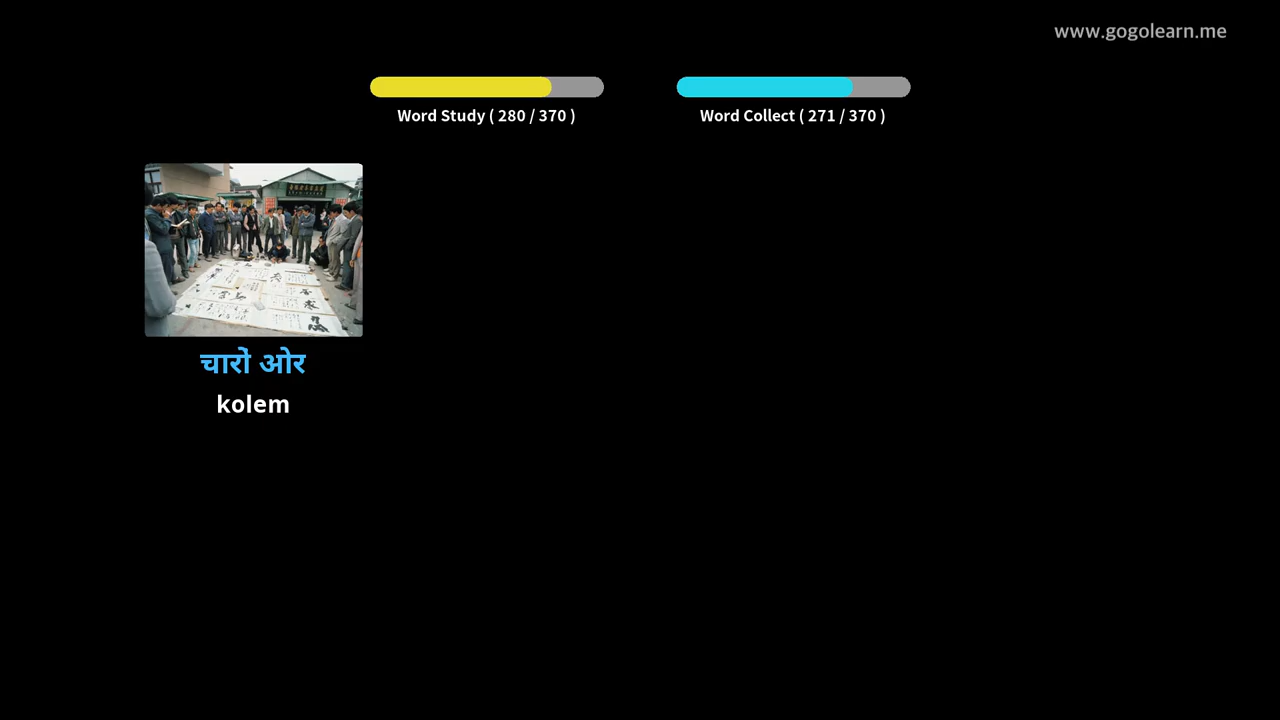 www.gogolearn.me
Word Study ( 280 / 370 )
Word Collect ( 271 / 370 )
चारो ओर
kolem